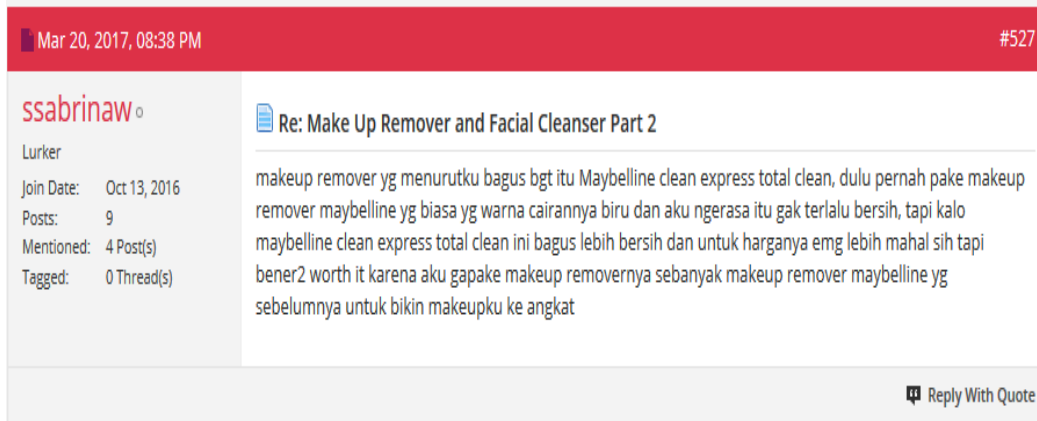 Mar 20, 2017, 08:38 PM
#527
ssabrinaw
Lurker
Join Date: Oct 13, 2016
Posts: 9
Mentioned: 4 Post(s)
Tagged: 0 Thread(s)
Re: Make Up Remover and Facial Cleanser Part 2
makeup remover yg menurutku bagus bgt itu Maybelline clean express total clean, dulu pernah pake makeup
remover maybelline yg biasa yg warna cairannya biru dan aku ngerasa itu gak terlalu bersih, tapi kalo
maybelline clean express total clean ini bagus lebih bersih dan untuk harganya emg lebih mahal sih tapi
bener2 worth it karena aku gapake makeup removernya sebanyak makeup remover maybelline yg
sebelumnya untuk bikin makeupku ke angkat
Reply With Quote